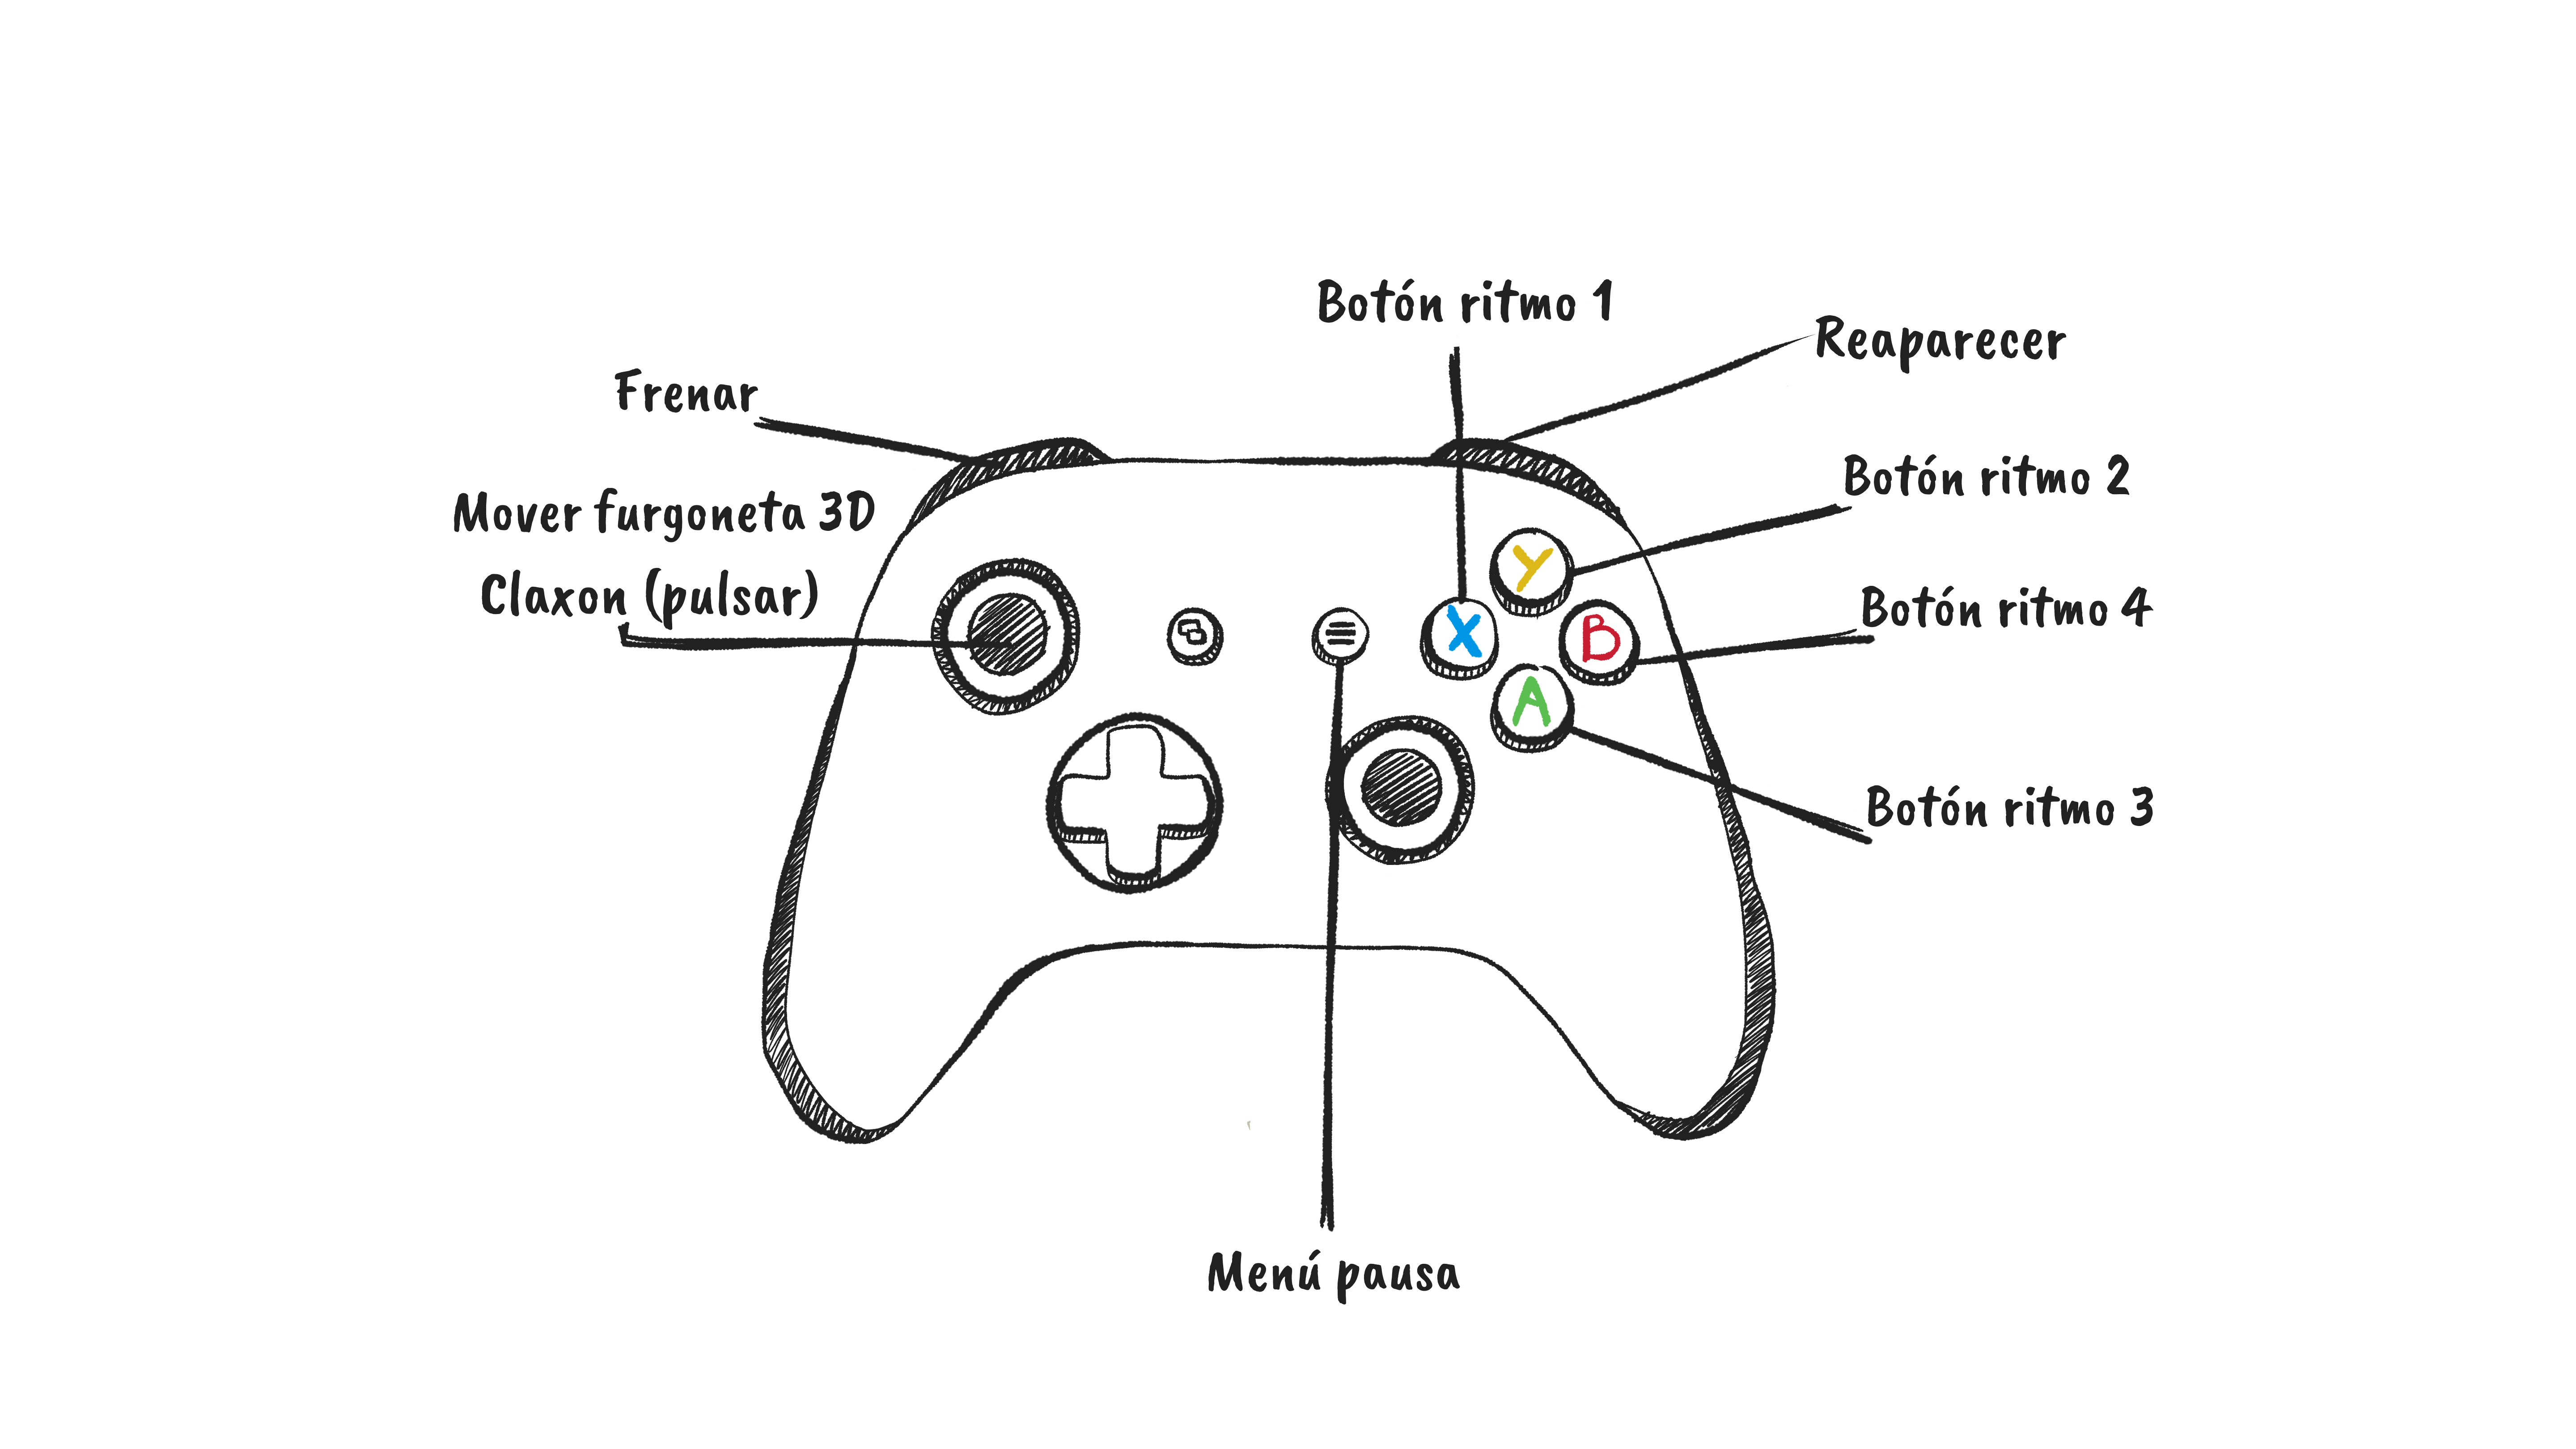 Botón ritmo 1
Reaparecer
Frenar
Botón ritmo 2
Mover furgoneta 3D
Claxon (pulsar)
Y
Botón ritmo 4
X
B
A
Botón ritmo 3
Menú pausa